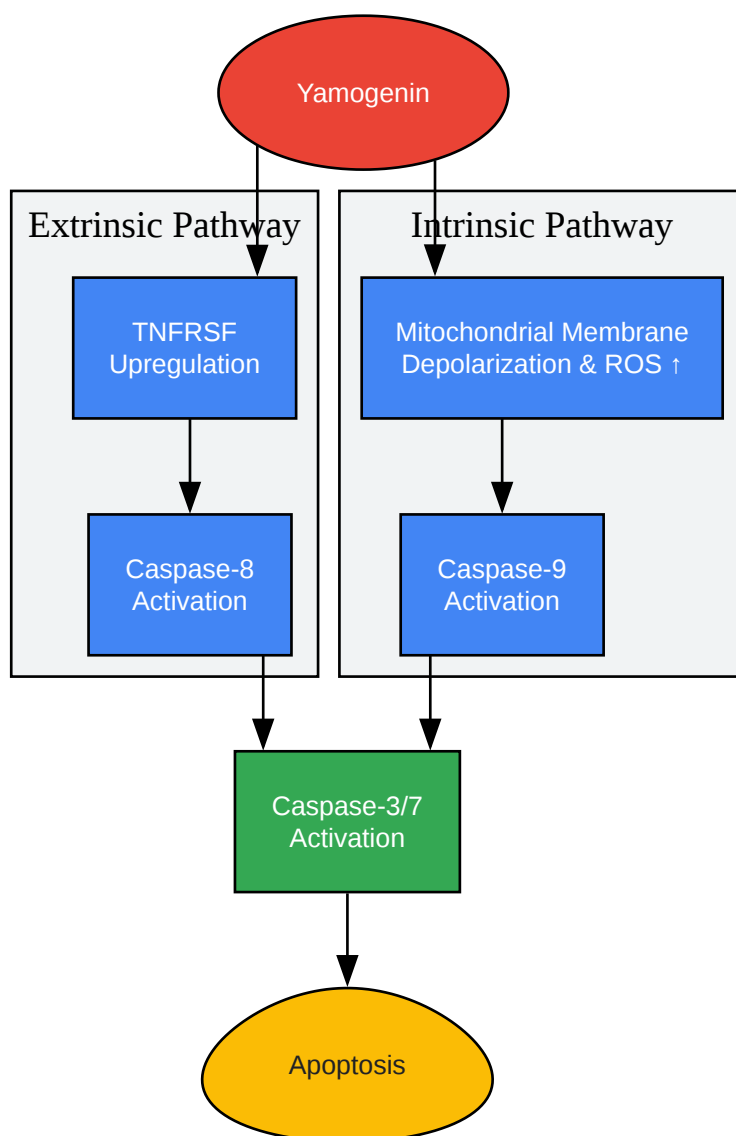 Yamogenin
Extrinsic Pathway
TNFRSF
Upregulation
Caspase-8
Activation
Intrinsic Pathway
Mitochondrial Membrane
Depolarization & ROS ↑
Caspase-9
Activation
Caspase-3/7
Activation
Apoptosis